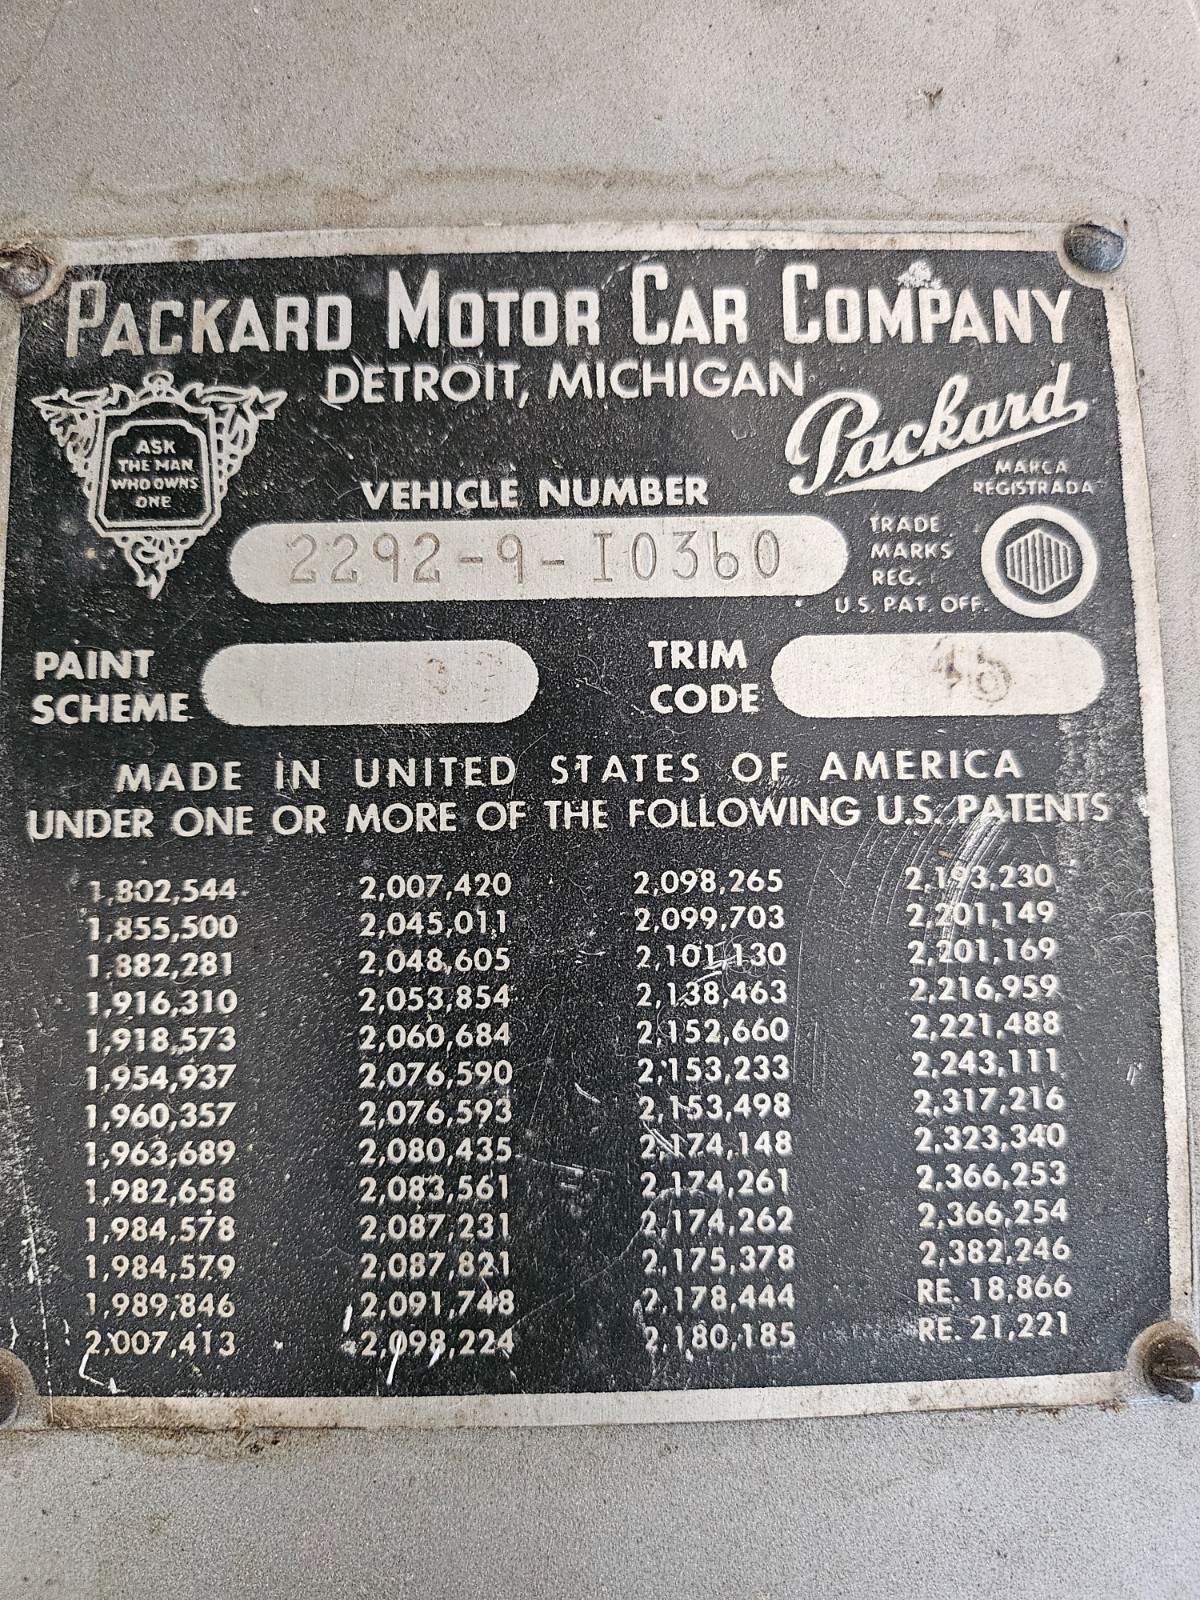 PACKARD MOTOR CAR COMPANY
DETROIT, MICHIGAN
ASK
THE MAN
WHO OWNS
ONE
Packard
MARCA
REGISTRADA
VEHICLE NUMBER
2292-9-I0360
TRADE
MARKS
REG.
U.S. PAT. OFF.
PAINT
SCHEME
TRIM
CODE
MADE IN UNITED STATES OF AMERICA
UNDER ONE OR MORE OF THE FOLLOWING U.S. PATENTS
1,802,544 2,007,420 2,098,265 2,193,230
1,855,500 2,045,011 2,099,703 2,201,149
1,882,281 2,048,605 2,101,130 2,201,169
1,916,310 2,053,854 2,138,463 2,216,959
1,918,573 2,060,684 2,152,660 2,221,488
1,954,937 2,076,590 2,153,233 2,243,111
1,960,357 2,076,593 2,153,498 2,317,216
1,963,689 2,080,435 2,174,148 2,323,340
1,982,658 2,083,561 2,174,261 2,366,253
1,984,578 2,087,231 2,174,262 2,366,254
1,984,579 2,087,821 2,175,378 2,382,246
1,989,846 2,091,748 2,178,444 RE. 18,866
2,007,413 2,098,224 2,180,185 RE. 21,221